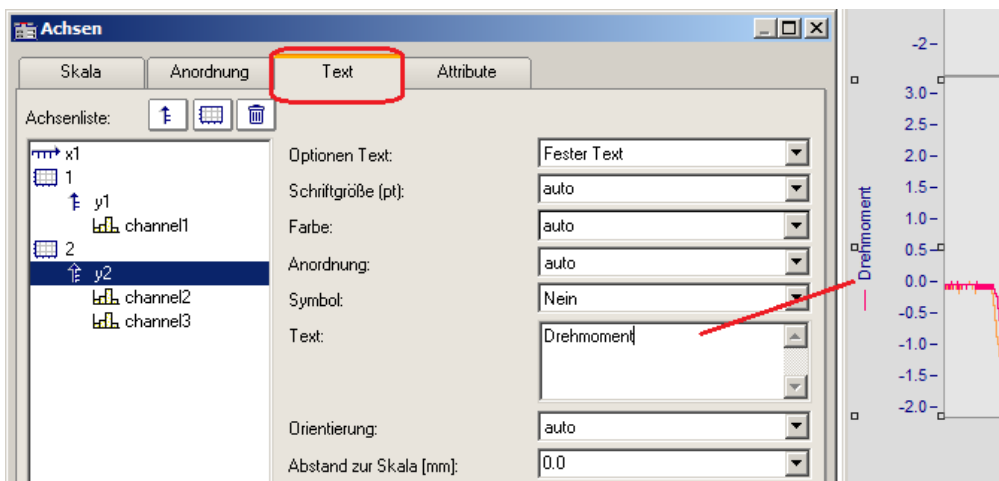 Achsen
Skala Anordnung Text Attribute
Achsenliste:
x1
1
y1
channel1
2
y2
channel2
channel3
Optionen Text: Fester Text
Schriftgröße (pt): auto
Farbe: auto
Anordnung: auto
Symbol: Nein
Text: Drehmoment
Orientierung: auto
Abstand zur Skala [mm]: 0.0
-2
3.0
2.5
2.0
1.5
1.0
0.5
0.0
-0.5
-1.0
-1.5
-2.0
Drehmoment